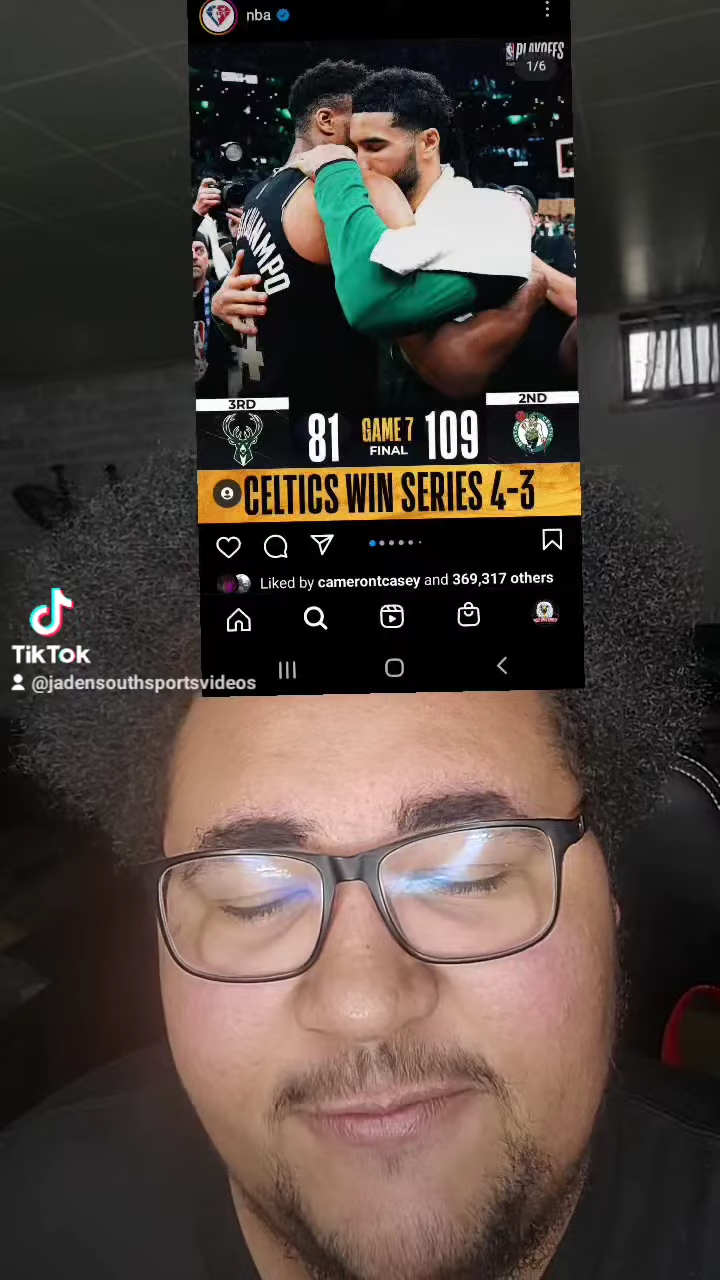 nba
PLAYOFFS
1/6
3RD
2ND
81
GAME 7
FINAL
109
CELTICS WIN SERIES 4-3
Liked by camerontcasey and 369,317 others
TikTok
@jadensouthsportsvideos